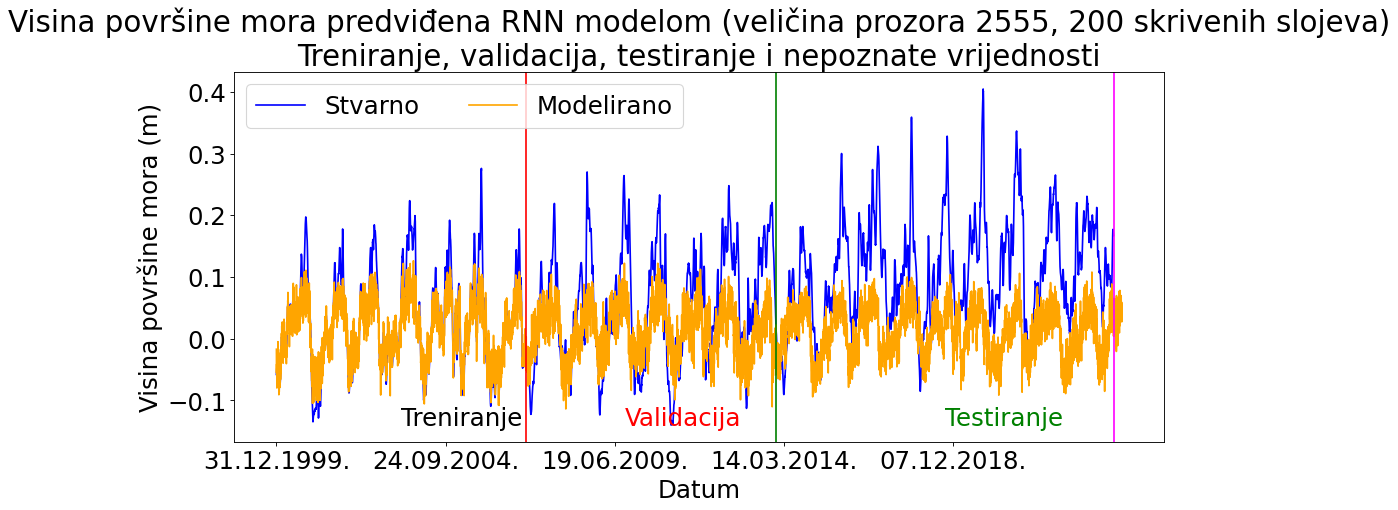 Visina površine mora predviđena RNN modelom (veličina prozora 2555, 200 skrivenih slojeva)
Treniranje, validacija, testiranje i nepoznate vrijednosti
Stvarno
Modelirano
Visina površine mora (m)
0.4
0.3
0.2
0.1
0.0
−0.1
Treniranje
Validacija
Testiranje
31.12.1999.
24.09.2004.
19.06.2009.
14.03.2014.
07.12.2018.
Datum